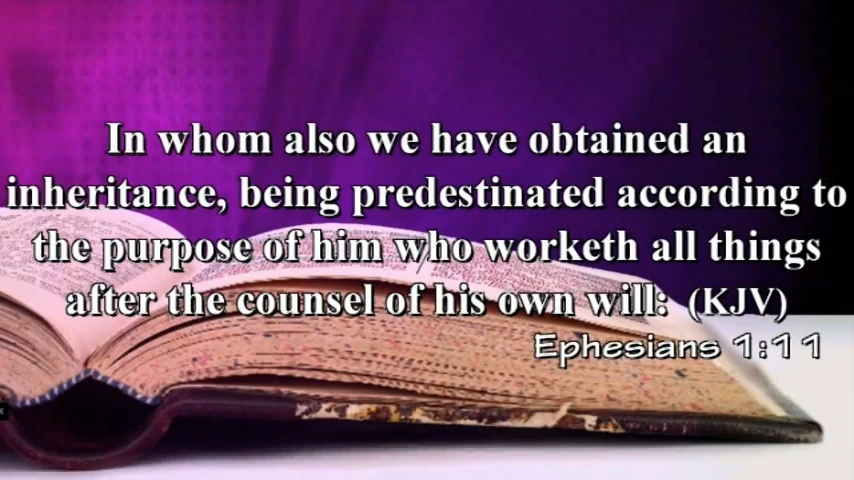 In whom also we have obtained an
inheritance, being predestinated according to
the purpose of him who worketh all things
after the counsel of his own will: (KJV)
Ephesians 1:11